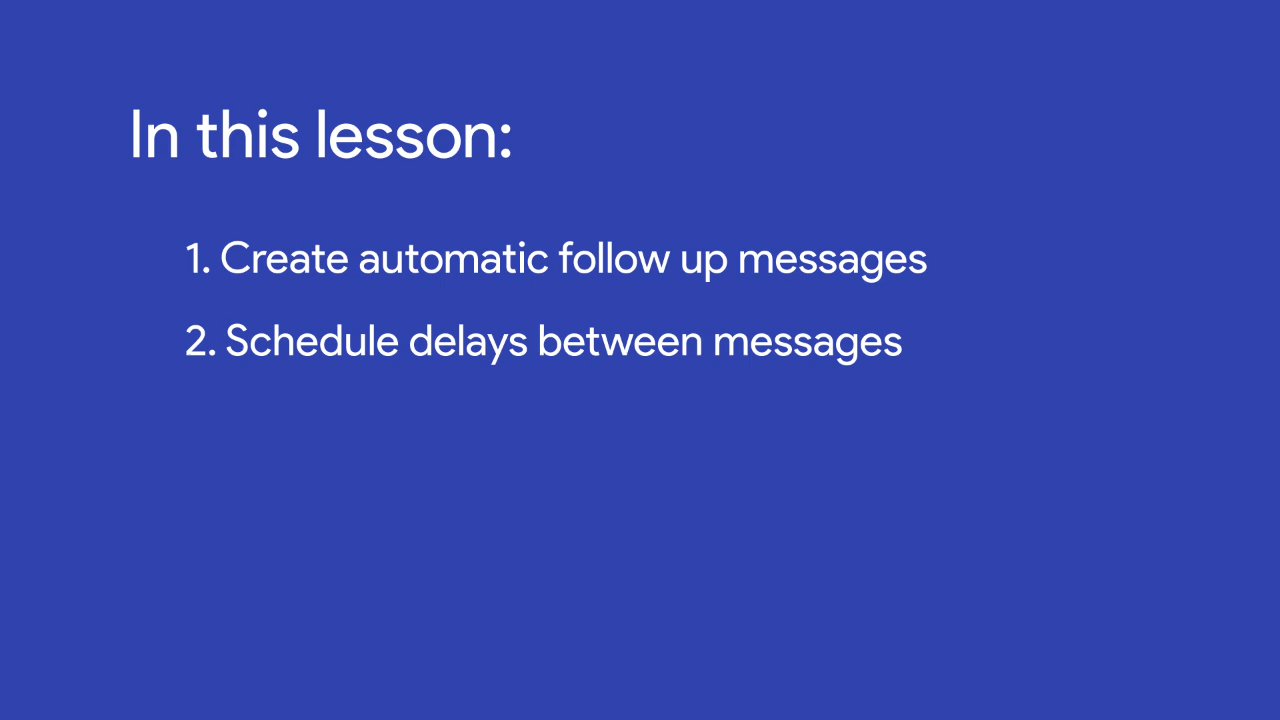 In this lesson:
1. Create automatic follow up messages
2. Schedule delays between messages